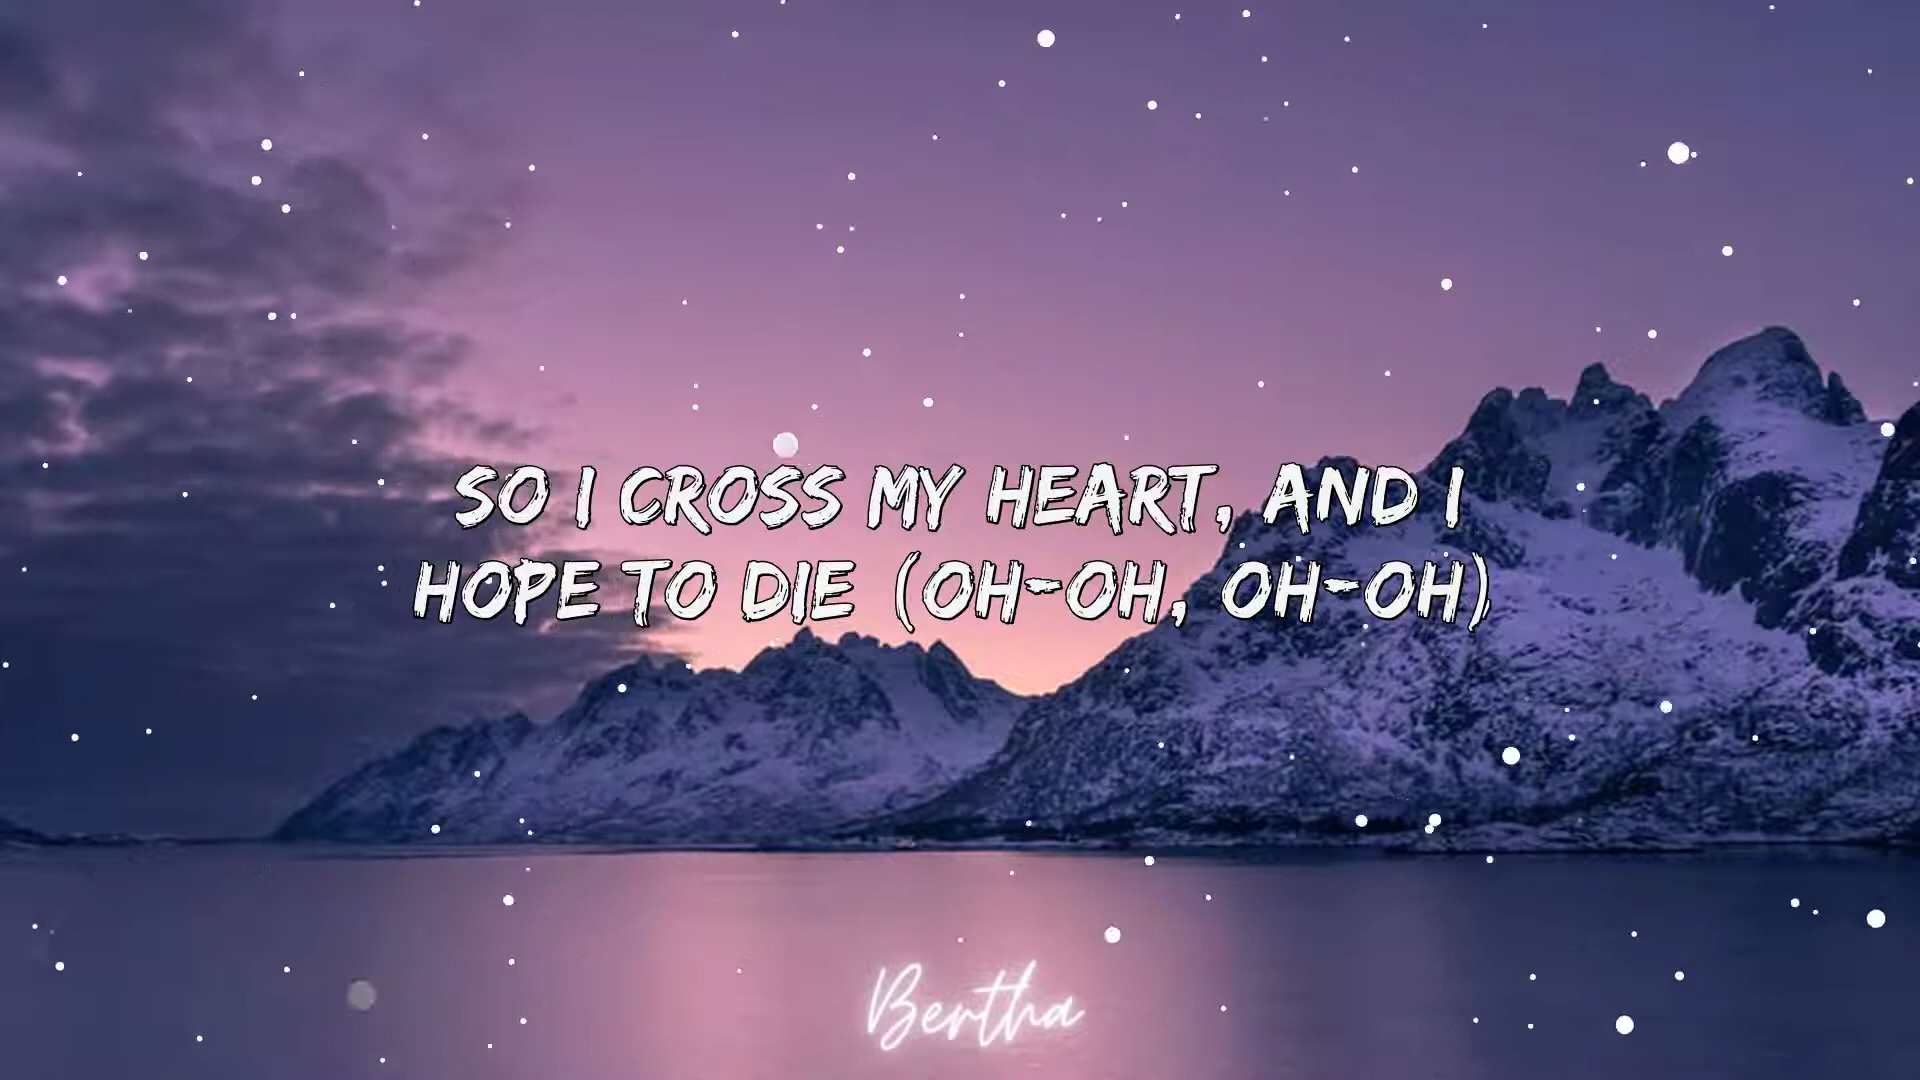 SO I CROSS MY HEART, AND I
HOPE TO DIE (OH-OH, OH-OH)
Bertha